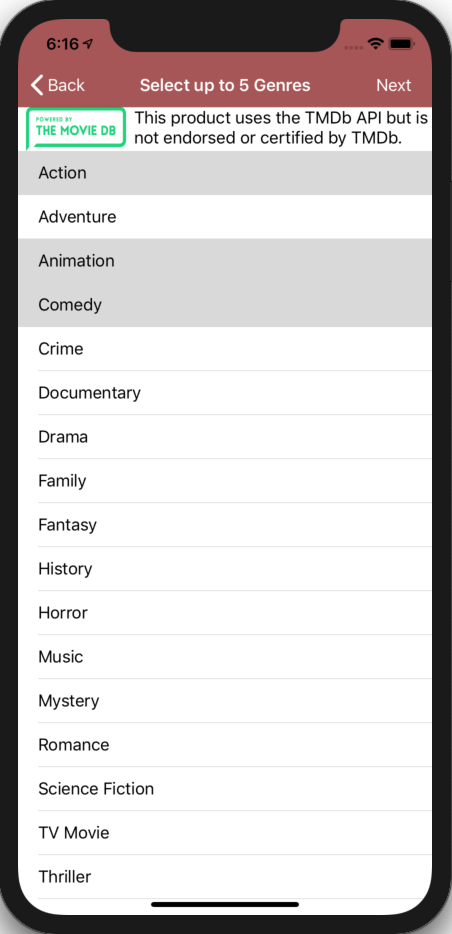 6:16
Back
Select up to 5 Genres
Next
POWERED BY
THE MOVIE DB
This product uses the TMDb API but is
not endorsed or certified by TMDb.
Action
Adventure
Animation
Comedy
Crime
Documentary
Drama
Family
Fantasy
History
Horror
Music
Mystery
Romance
Science Fiction
TV Movie
Thriller